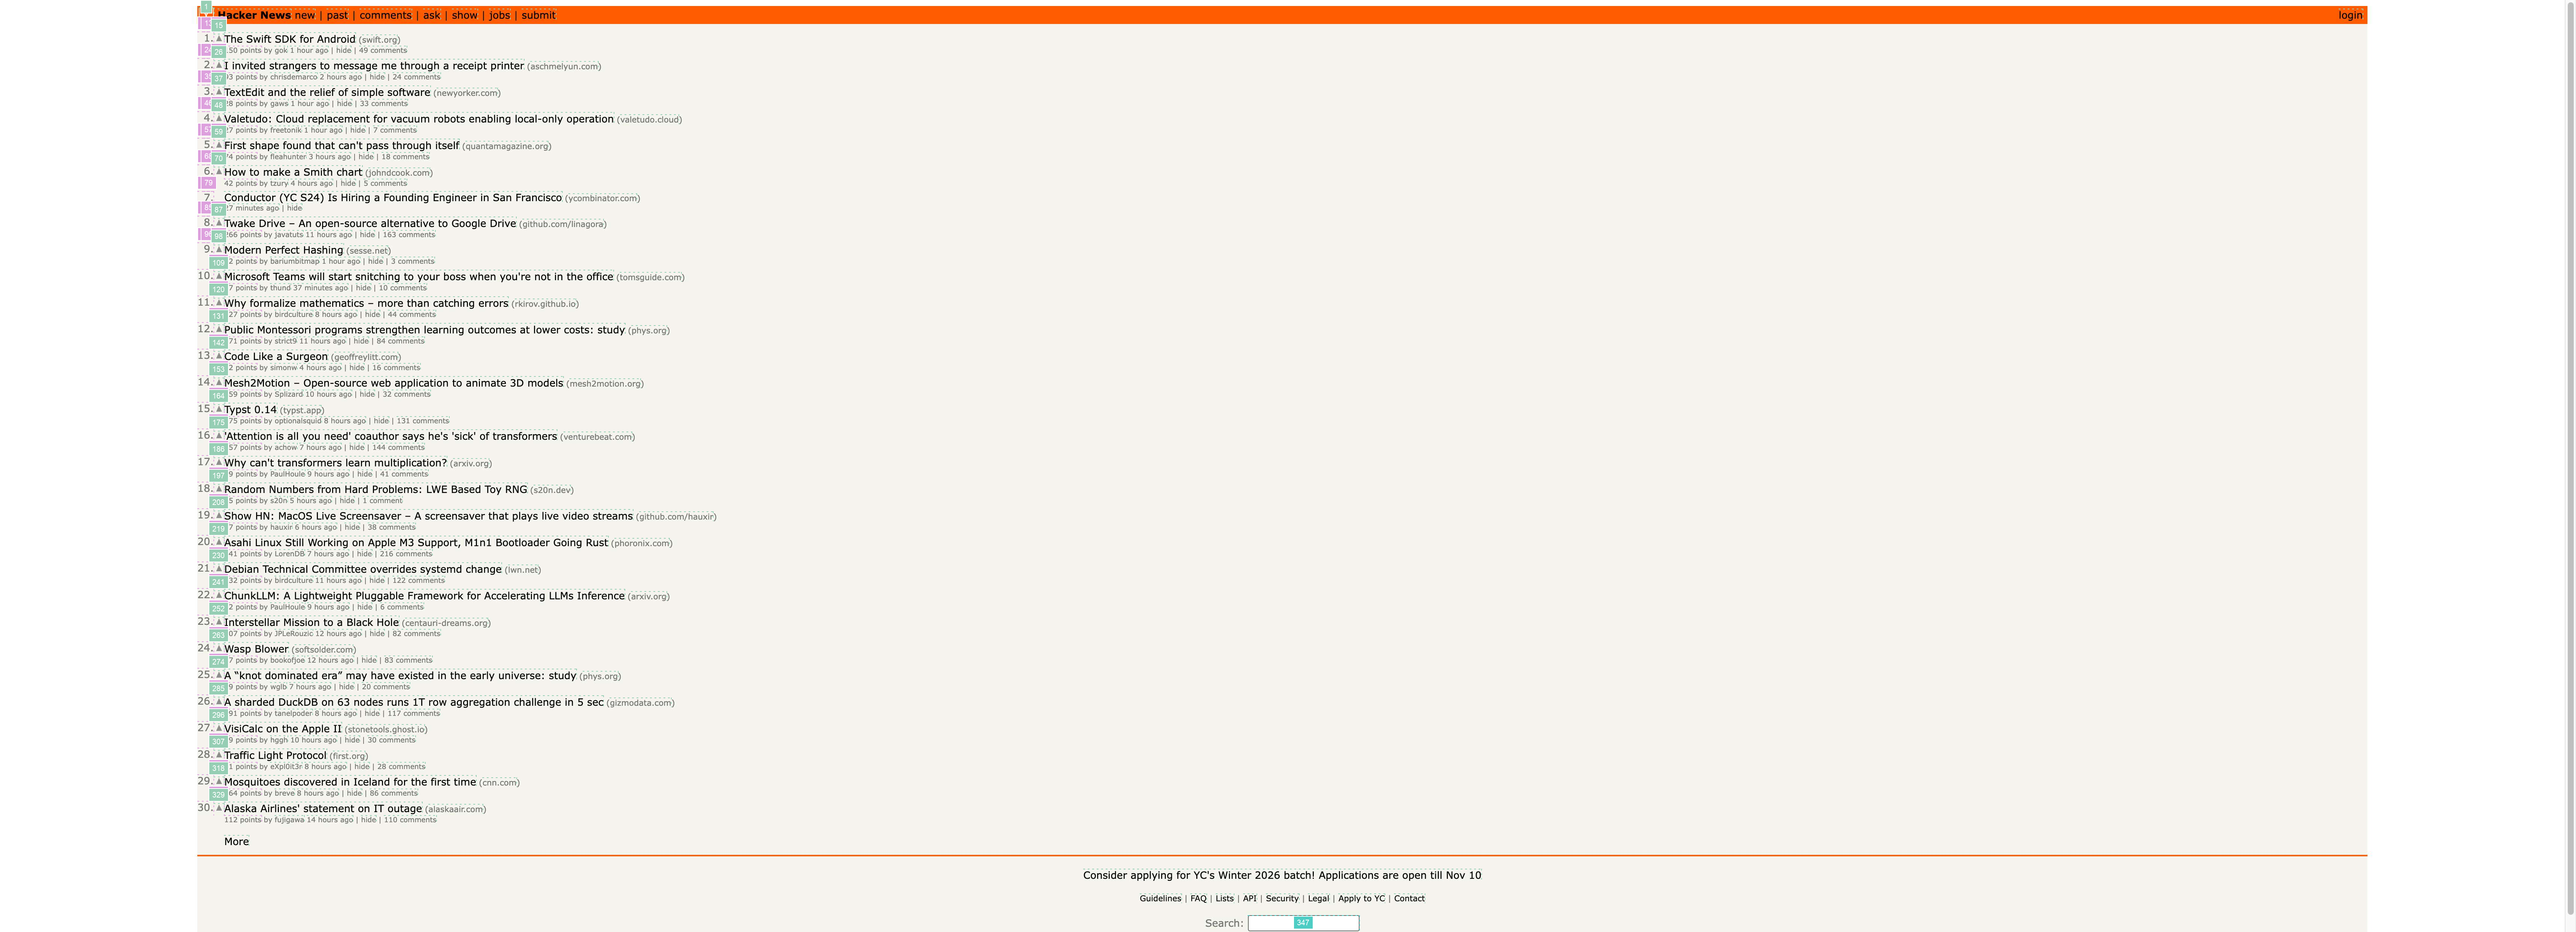 Hacker News new | past | comments | ask | show | jobs | submit login
1
15
1. The Swift SDK for Android (swift.org)
26
50 points by gok 1 hour ago | hide | 49 comments
2. I invited strangers to message me through a receipt printer (aschmelyun.com)
37
3 points by chrisdemarco 2 hours ago | hide | 24 comments
3. TextEdit and the relief of simple software (newyorker.com)
48
8 points by gaws 1 hour ago | hide | 33 comments
4. Valetudo: Cloud replacement for vacuum robots enabling local-only operation (valetudo.cloud)
59
7 points by freetonik 1 hour ago | hide | 7 comments
5. First shape found that can't pass through itself (quantamagazine.org)
70
4 points by fleahunter 3 hours ago | hide | 18 comments
6. How to make a Smith chart (johndcook.com)
79
42 points by tzury 4 hours ago | hide | 5 comments
7. Conductor (YC S24) Is Hiring a Founding Engineer in San Francisco (ycombinator.com)
87
7 minutes ago | hide
8. Twake Drive – An open-source alternative to Google Drive (github.com/linagora)
98
66 points by javatuts 11 hours ago | hide | 163 comments
9. Modern Perfect Hashing (sesse.net)
109
2 points by bariumbitmap 1 hour ago | hide | 3 comments
10. Microsoft Teams will start snitching to your boss when you're not in the office (tomsguide.com)
120
7 points by thund 37 minutes ago | hide | 10 comments
11. Why formalize mathematics – more than catching errors (rkirov.github.io)
131
27 points by birdculture 8 hours ago | hide | 44 comments
12. Public Montessori programs strengthen learning outcomes at lower costs: study (phys.org)
142
71 points by strict9 11 hours ago | hide | 84 comments
13. Code Like a Surgeon (geoffreylitt.com)
153
2 points by simonw 4 hours ago | hide | 16 comments
14. Mesh2Motion – Open-source web application to animate 3D models (mesh2motion.org)
164
59 points by Splizard 10 hours ago | hide | 32 comments
15. Typst 0.14 (typst.app)
175
75 points by optionalsquid 8 hours ago | hide | 131 comments
16. 'Attention is all you need' coauthor says he's 'sick' of transformers (venturebeat.com)
186
57 points by achow 7 hours ago | hide | 144 comments
17. Why can't transformers learn multiplication? (arxiv.org)
197
9 points by PaulHoule 9 hours ago | hide | 41 comments
18. Random Numbers from Hard Problems: LWE Based Toy RNG (s20n.dev)
208
5 points by s20n 5 hours ago | hide | 1 comment
19. Show HN: MacOS Live Screensaver – A screensaver that plays live video streams (github.com/hauxir)
219
7 points by hauxir 6 hours ago | hide | 38 comments
20. Asahi Linux Still Working on Apple M3 Support, M1n1 Bootloader Going Rust (phoronix.com)
230
41 points by LorenDB 7 hours ago | hide | 216 comments
21. Debian Technical Committee overrides systemd change (lwn.net)
241
32 points by birdculture 11 hours ago | hide | 122 comments
22. ChunkLLM: A Lightweight Pluggable Framework for Accelerating LLMs Inference (arxiv.org)
252
2 points by PaulHoule 9 hours ago | hide | 6 comments
23. Interstellar Mission to a Black Hole (centauri-dreams.org)
263
07 points by JPLeRouzic 12 hours ago | hide | 82 comments
24. Wasp Blower (softsolder.com)
274
7 points by bookofjoe 12 hours ago | hide | 83 comments
25. A “knot dominated era” may have existed in the early universe: study (phys.org)
285
9 points by wglb 7 hours ago | hide | 20 comments
26. A sharded DuckDB on 63 nodes runs 1T row aggregation challenge in 5 sec (gizmodata.com)
296
91 points by tanelpoder 8 hours ago | hide | 117 comments
27. VisiCalc on the Apple II (stonetools.ghost.io)
307
9 points by hggh 10 hours ago | hide | 30 comments
28. Traffic Light Protocol (first.org)
318
1 points by eXpl0it3r 8 hours ago | hide | 28 comments
29. Mosquitoes discovered in Iceland for the first time (cnn.com)
329
64 points by breve 8 hours ago | hide | 86 comments
30. Alaska Airlines' statement on IT outage (alaskaair.com)
112 points by fujigawa 14 hours ago | hide | 110 comments
More
Consider applying for YC's Winter 2026 batch! Applications are open till Nov 10
Guidelines | FAQ | Lists | API | Security | Legal | Apply to YC | Contact
Search: 347